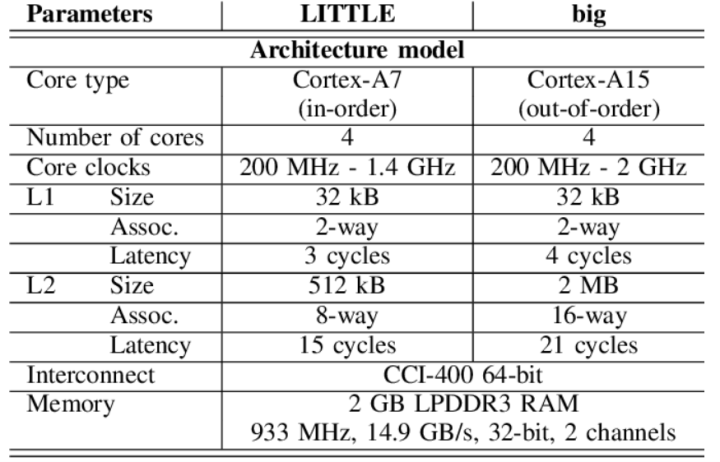 Parameters LITTLE big
Architecture model
Core type Cortex-A7 Cortex-A15
(in-order) (out-of-order)
Number of cores 4 4
Core clocks 200 MHz - 1.4 GHz 200 MHz - 2 GHz
L1 Size 32 kB 32 kB
Assoc. 2-way 2-way
Latency 3 cycles 4 cycles
L2 Size 512 kB 2 MB
Assoc. 8-way 16-way
Latency 15 cycles 21 cycles
Interconnect CCI-400 64-bit
Memory 2 GB LPDDR3 RAM
933 MHz, 14.9 GB/s, 32-bit, 2 channels